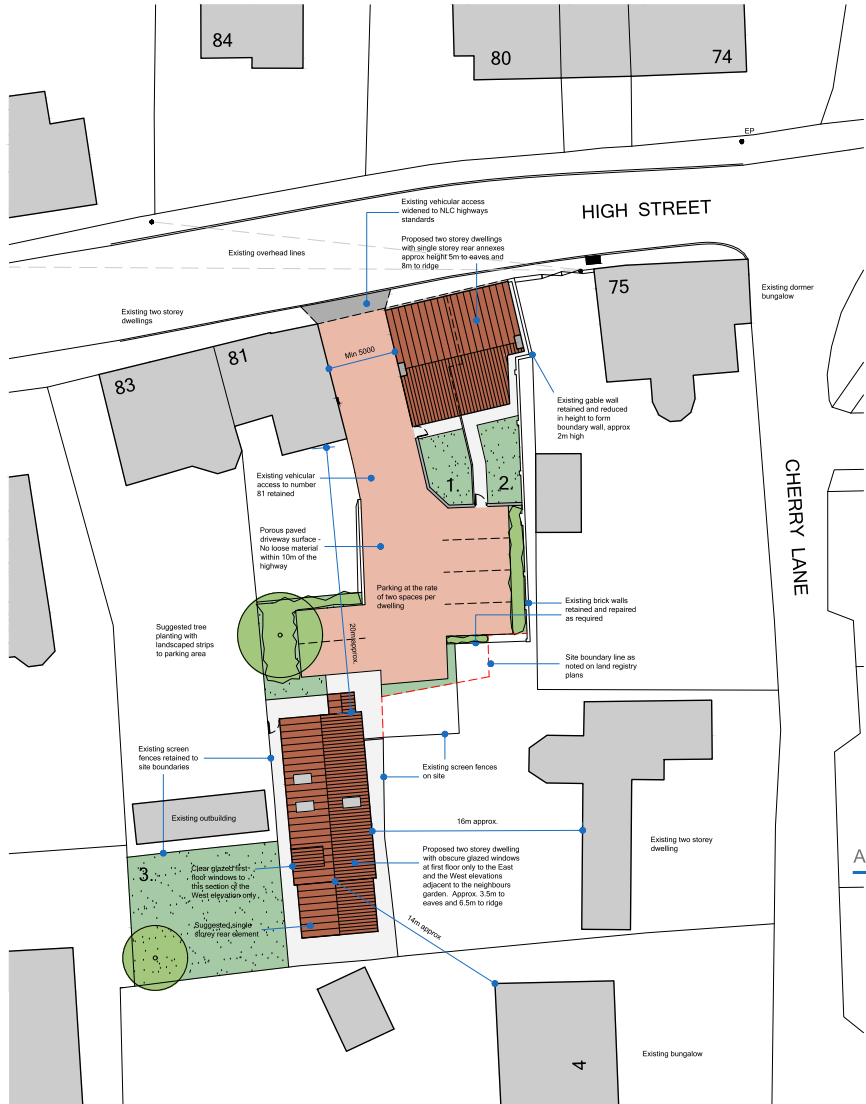 84
80
74
EP
Existing vehicular access
widened to NLC highways
standards
HIGH STREET
Proposed two storey dwellings
with single storey rear annexes
approx height 5m to eaves and
8m to ridge
Existing overhead lines
75
Existing dormer
bungalow
Existing two storey
dwellings
81
83
Min 5000
Existing gable wall
retained and reduced
in height to form
boundary wall, approx
2m high
CHERRY LANE
Existing vehicular
access to number
81 retained
1.
2.
Porous paved
driveway surface -
No loose material
within 10m of the
highway
Parking at the rate
of two spaces per
dwelling
Existing brick walls
retained and repaired
as required
Suggested tree
planting with
landscaped strips
to parking area
20m approx.
Site boundary line as
noted on land registry
plans
Existing screen
fences retained to
site boundaries
Existing screen fences
on site
Existing outbuilding
16m approx.
Existing two storey
dwelling
Proposed two storey dwelling
with obscure glazed windows
at first floor only to the East
and the West elevations
adjacent to the neighbours
garden. Approx. 3.5m to
eaves and 6.5m to ridge
A
3.
Clear glazed first
floor windows to
this section of the
West elevation only
Suggested single
storey rear element
14m approx
4
Existing bungalow